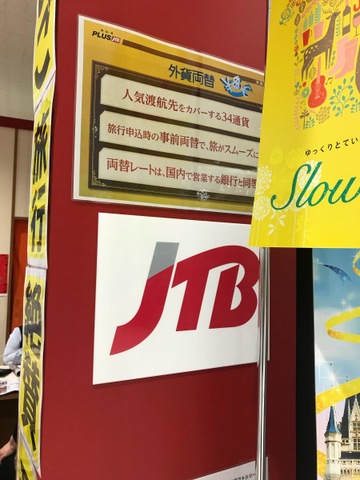 PLUS JTB
外貨両替
人気渡航先をカバーする34通貨
旅行申込時の事前両替で、旅がスムーズに
両替レートは、国内で営業する銀行と同等
JTB
ゆっくりとてい
Slow
旅行